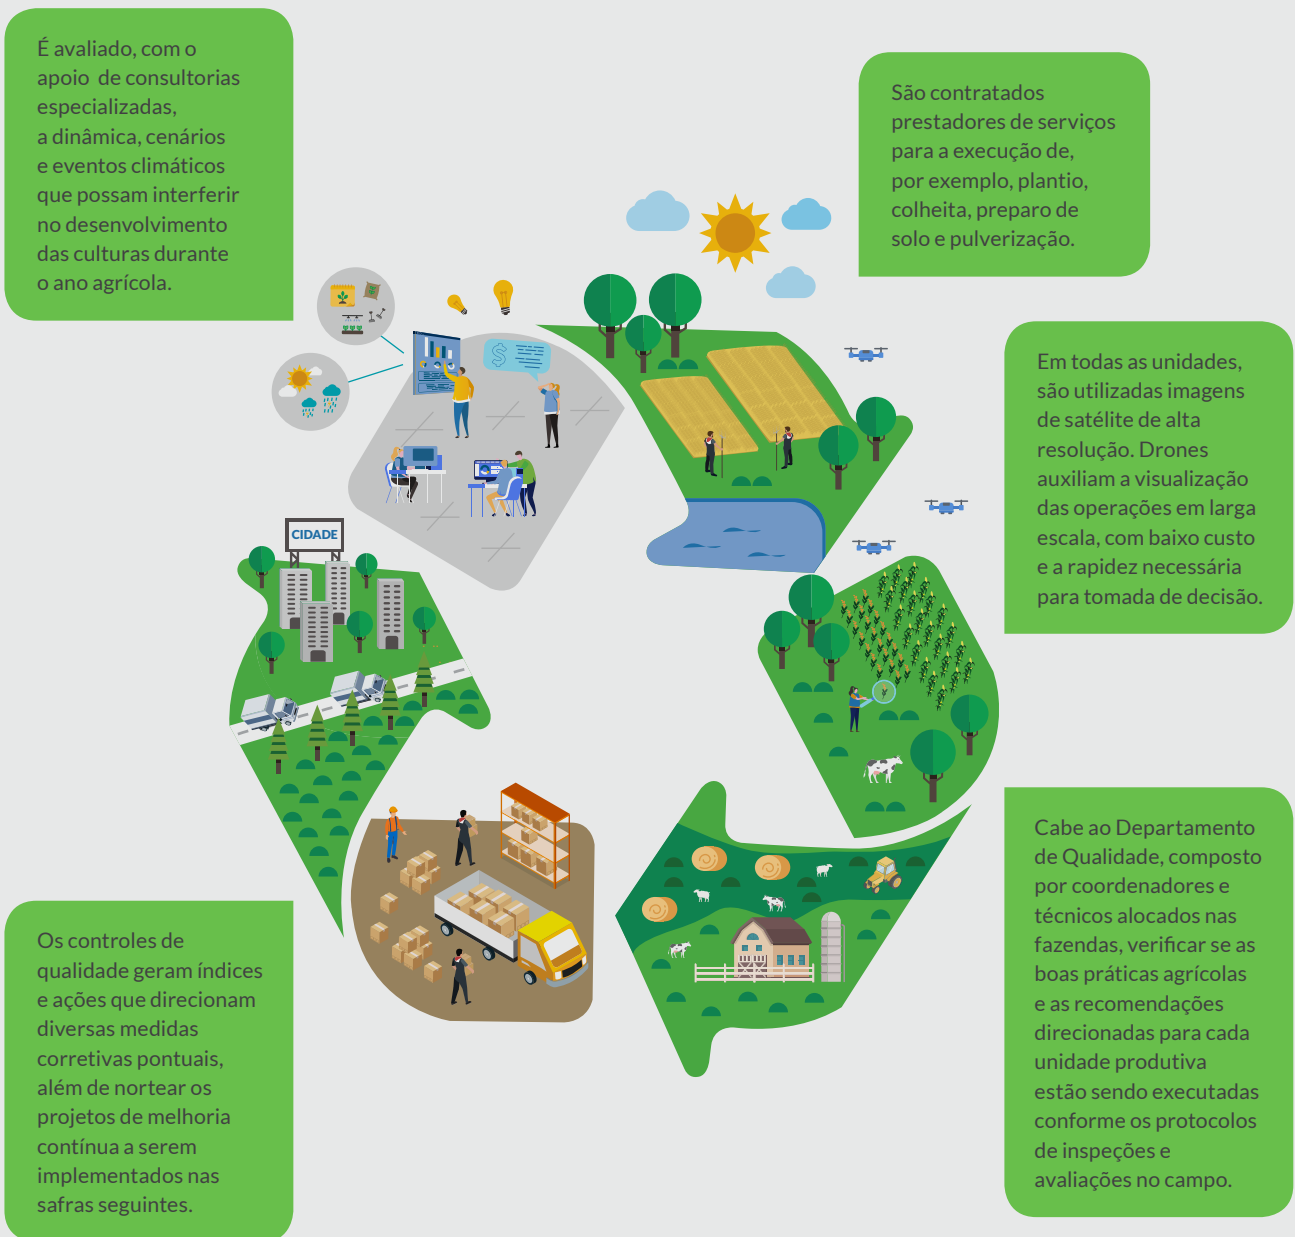 É avaliado, com o
apoio de consultorias
especializadas,
a dinâmica, cenários
e eventos climáticos
que possam interferir
no desenvolvimento
das culturas durante
o ano agrícola.
São contratados
prestadores de serviços
para a execução de,
por exemplo, plantio,
colheita, preparo de
solo e pulverização.
Em todas as unidades,
são utilizadas imagens
de satélite de alta
resolução. Drones
auxiliam a visualização
das operações em larga
escala, com baixo custo
e a rapidez necessária
para tomada de decisão.
$
CIDADE
Cabe ao Departamento
de Qualidade, composto
por coordenadores e
técnicos alocados nas
fazendas, verificar se as
boas práticas agrícolas
e as recomendações
direcionadas para cada
unidade produtiva
estão sendo executadas
conforme os protocolos
de inspeções e
avaliações no campo.
Os controles de
qualidade geram índices
e ações que direcionam
diversas medidas
corretivas pontuais,
além de nortear os
projetos de melhoria
contínua a serem
implementados nas
safras seguintes.